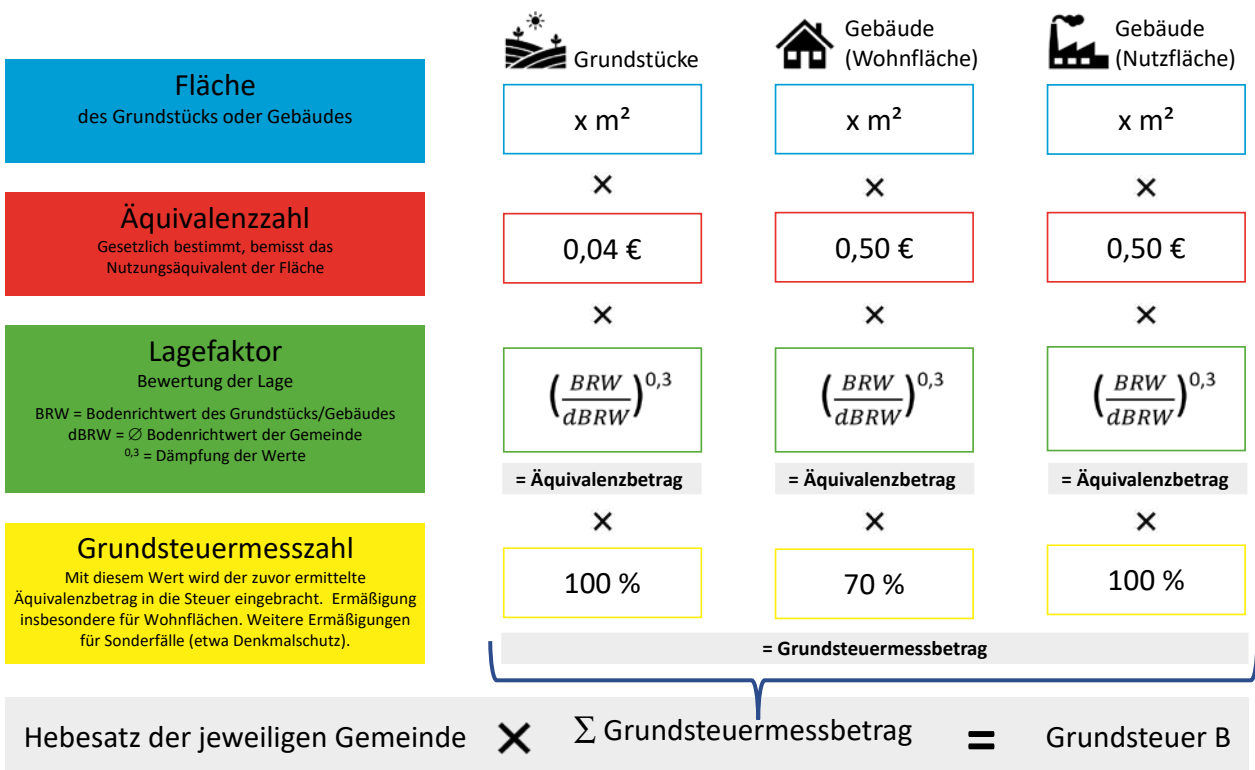 Grundstücke
Gebäude
(Wohnfläche)
Gebäude
(Nutzfläche)
Fläche
des Grundstücks oder Gebäudes
x m²
x m²
x m²
×
×
×
Äquivalenzzahl
Gesetzlich bestimmt, bemisst das
Nutzungsäquivalent der Fläche
0,04 €
0,50 €
0,50 €
×
×
×
Lagefaktor
Bewertung der Lage
BRW = Bodenrichtwert des Grundstücks/Gebäudes
dBRW = ∅ Bodenrichtwert der Gemeinde
0,3 = Dämpfung der Werte
(BRW/dBRW)^0,3
(BRW/dBRW)^0,3
(BRW/dBRW)^0,3
= Äquivalenzbetrag
= Äquivalenzbetrag
= Äquivalenzbetrag
×
×
×
Grundsteuermesszahl
Mit diesem Wert wird der zuvor ermittelte
Äquivalenzbetrag in die Steuer eingebracht. Ermäßigung
insbesondere für Wohnflächen. Weitere Ermäßigungen
für Sonderfälle (etwa Denkmalschutz).
100 %
70 %
100 %
= Grundsteuermessbetrag
Hebesatz der jeweiligen Gemeinde × ∑ Grundsteuermessbetrag = Grundsteuer B